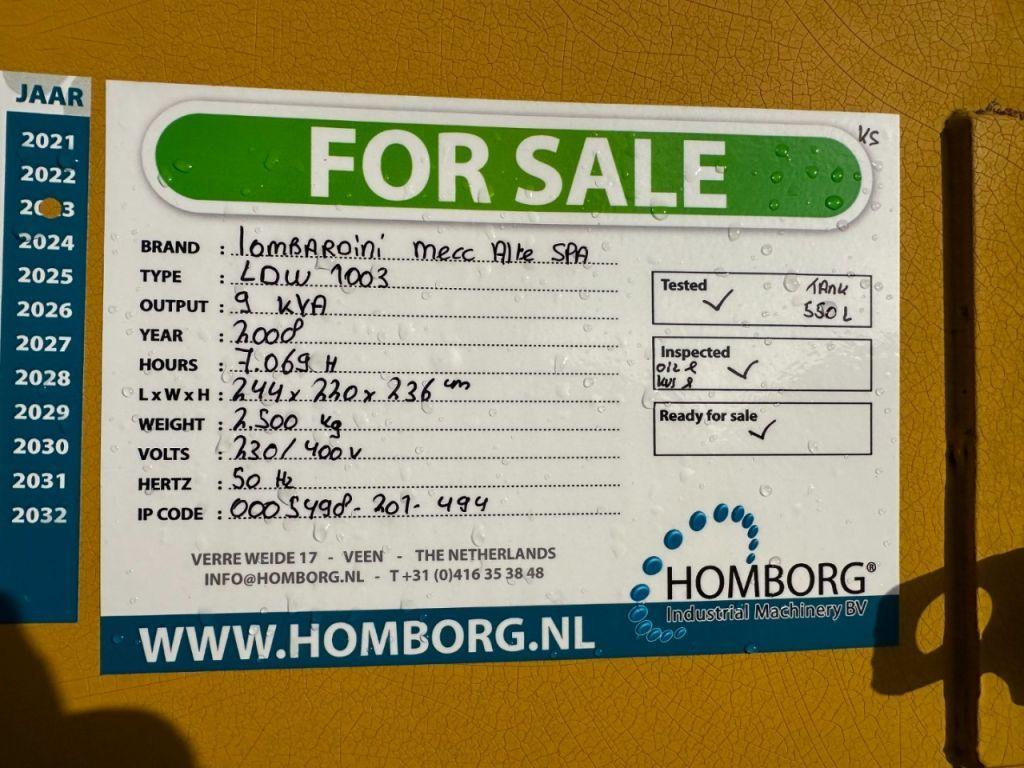 JAAR
2021
2022
2023
2024
2025
2026
2027
2028
2029
2030
2031
2032
FOR SALE
KS
BRAND : LOMBARDiNi Mecc Alte SPA
TYPE : LDW 1003
OUTPUT : 9 KVA
YEAR : 2008
HOURS : 7.069 H
L x W x H : 244 x 220 x 236 cm
WEIGHT : 2.500 kg
VOLTS : 230/400 v
HERTZ : 50 Hz
IP CODE : 0005498-201-494
Tested ✓ TANK
550 L
Inspected ✓
Ready for sale ✓
VERRE WEIDE 17 - VEEN - THE NETHERLANDS
INFO@HOMBORG.NL - T +31 (0)416 35 38 48
HOMBORG®
Industrial Machinery BV
WWW.HOMBORG.NL